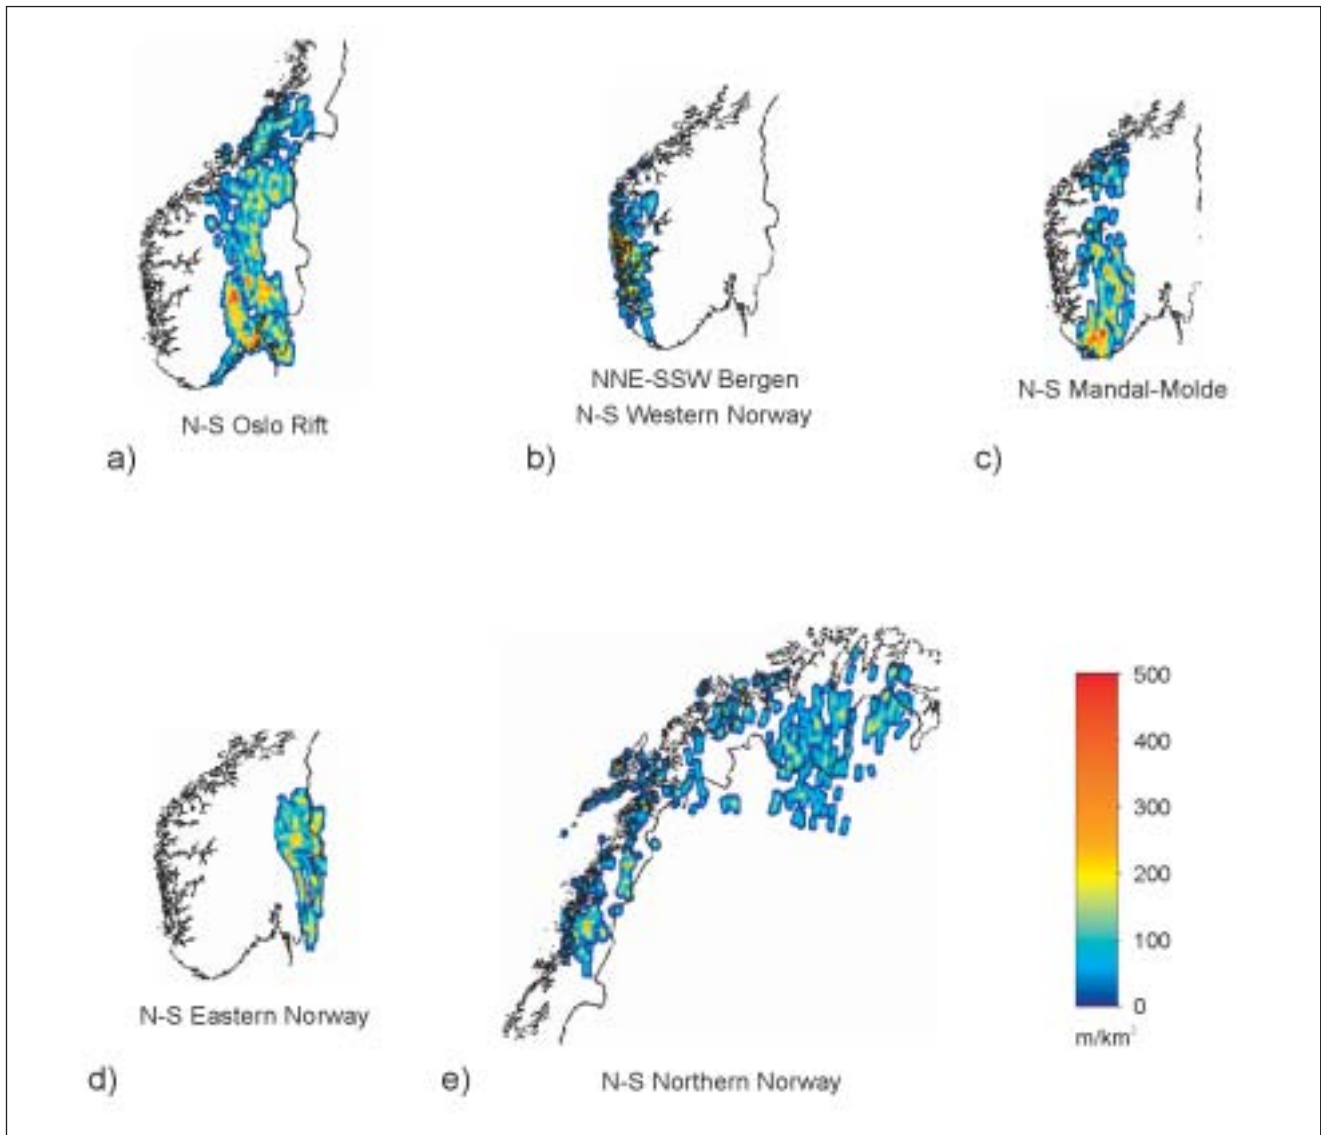 N-S Oslo Rift
a)
NNE-SSW Bergen
N-S Western Norway
b)
N-S Mandal-Molde
c)
N-S Eastern Norway
d)
N-S Northern Norway
e)
500
400
300
200
100
0
m/km²